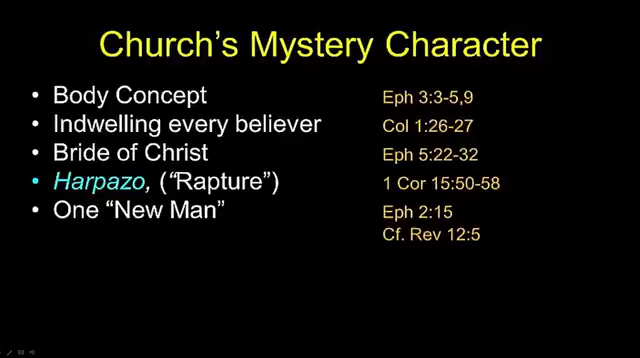 Church's Mystery Character
• Body Concept Eph 3:3-5,9
• Indwelling every believer Col 1:26-27
• Bride of Christ Eph 5:22-32
• Harpazo, (“Rapture”) 1 Cor 15:50-58
• One “New Man” Eph 2:15
Cf. Rev 12:5